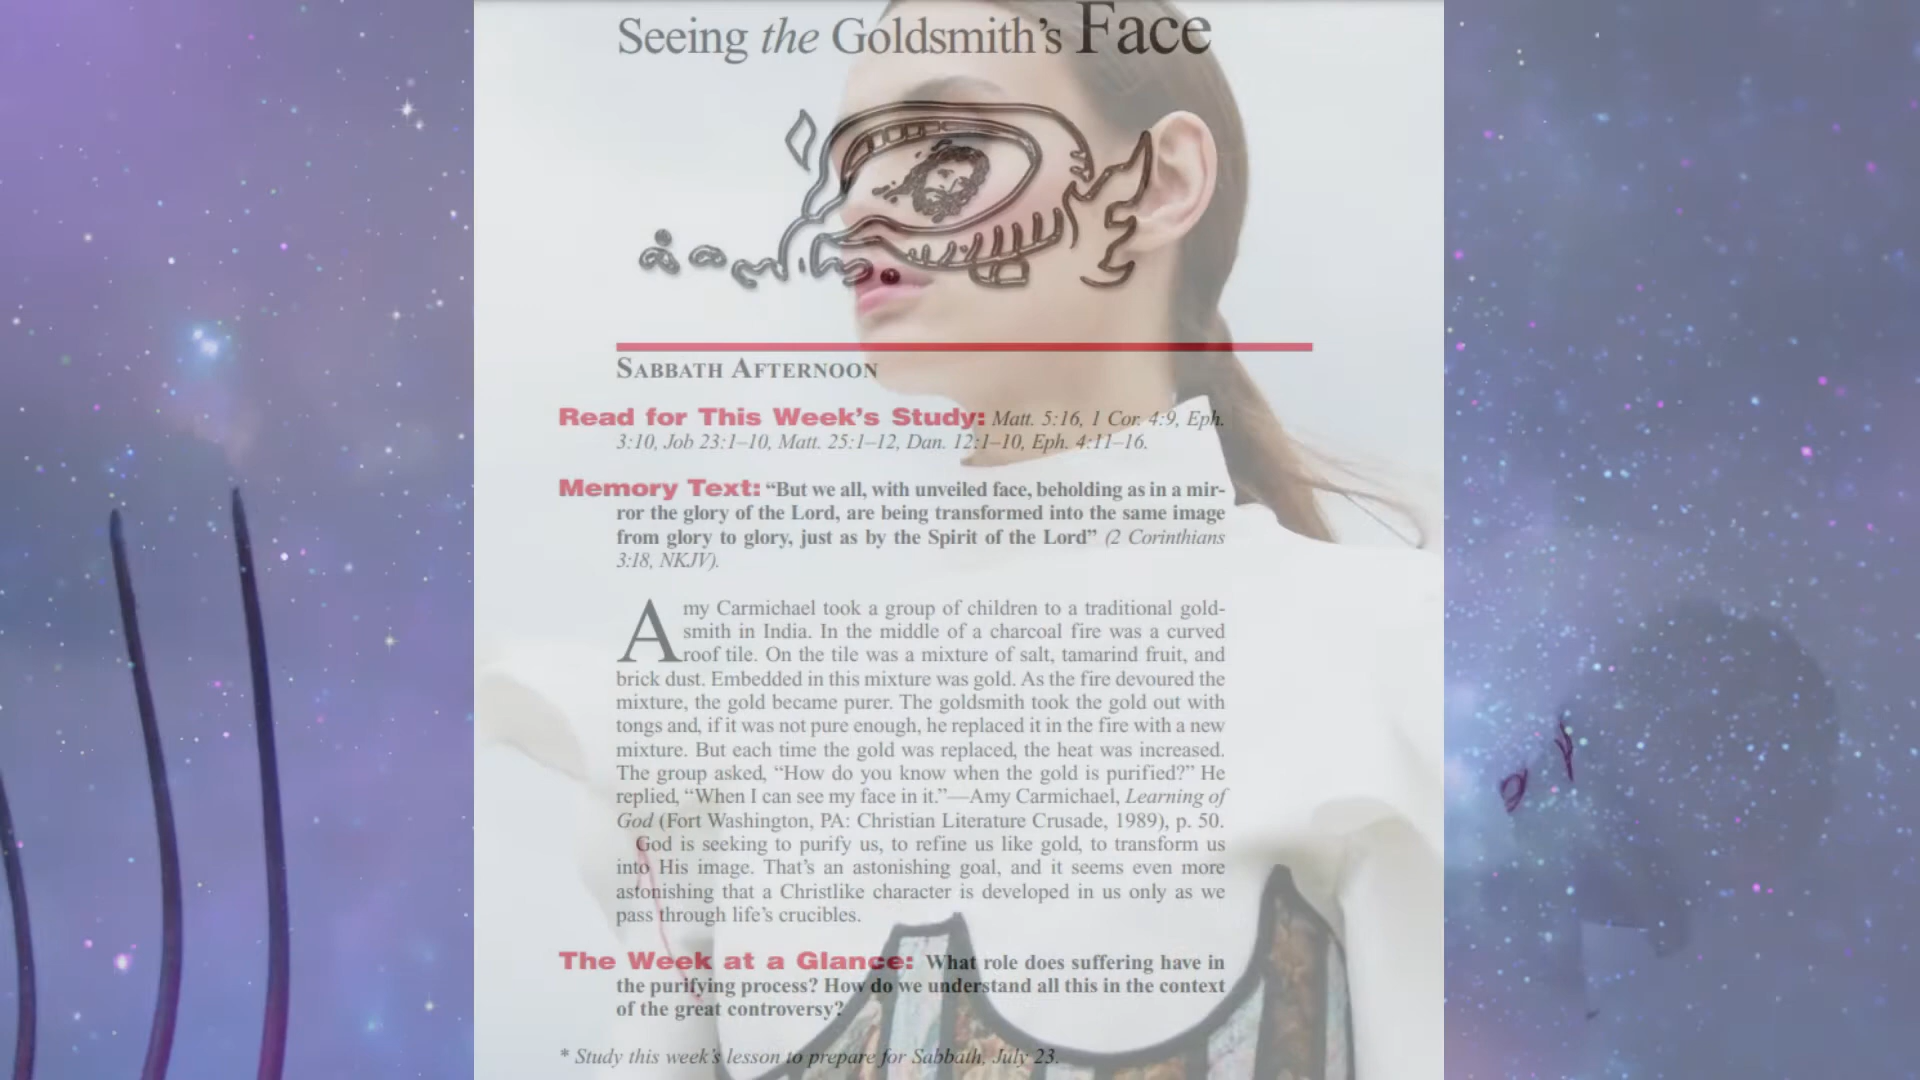 Seeing the Goldsmith’s Face
SABBATH AFTERNOON
Read for This Week’s Study: Matt. 5:16, 1 Cor. 4:9, Eph.
3:10, Job 23:1–10, Matt. 25:1–12, Dan. 12:1–10, Eph. 4:11–16.
Memory Text: “But we all, with unveiled face, beholding as in a mir-
ror the glory of the Lord, are being transformed into the same image
from glory to glory, just as by the Spirit of the Lord” (2 Corinthians
3:18, NKJV).
Amy Carmichael took a group of children to a traditional gold-
smith in India. In the middle of a charcoal fire was a curved
roof tile. On the tile was a mixture of salt, tamarind fruit, and
brick dust. Embedded in this mixture was gold. As the fire devoured the
mixture, the gold became purer. The goldsmith took the gold out with
tongs and, if it was not pure enough, he replaced it in the fire with a new
mixture. But each time the gold was replaced, the heat was increased.
The group asked, “How do you know when the gold is purified?” He
replied, “When I can see my face in it.”—Amy Carmichael, Learning of
God (Fort Washington, PA: Christian Literature Crusade, 1989), p. 50.
God is seeking to purify us, to refine us like gold, to transform us
into His image. That’s an astonishing goal, and it seems even more
astonishing that a Christlike character is developed in us only as we
pass through life’s crucibles.
The Week at a Glance: What role does suffering have in
the purifying process? How do we understand all this in the context
of the great controversy?
* Study this week’s lesson to prepare for Sabbath, July 23.